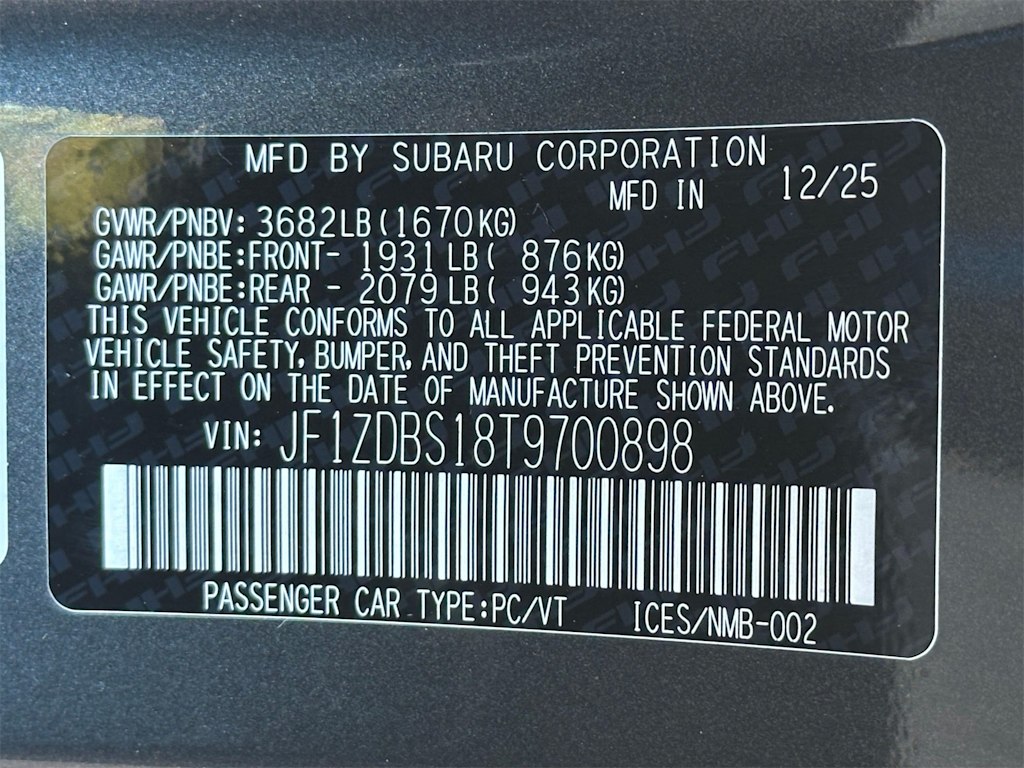 MFD BY SUBARU CORPORATION
MFD IN 12/25
GVWR/PNBV: 3682LB(1670KG)
GAWR/PNBE:FRONT- 1931LB( 876KG)
GAWR/PNBE:REAR - 2079LB( 943KG)
THIS VEHICLE CONFORMS TO ALL APPLICABLE FEDERAL MOTOR
VEHICLE SAFETY, BUMPER, AND THEFT PREVENTION STANDARDS
IN EFFECT ON THE DATE OF MANUFACTURE SHOWN ABOVE.
VIN: JF1ZDBS18T9700898
PASSENGER CAR TYPE:PC/VT ICES/NMB-002